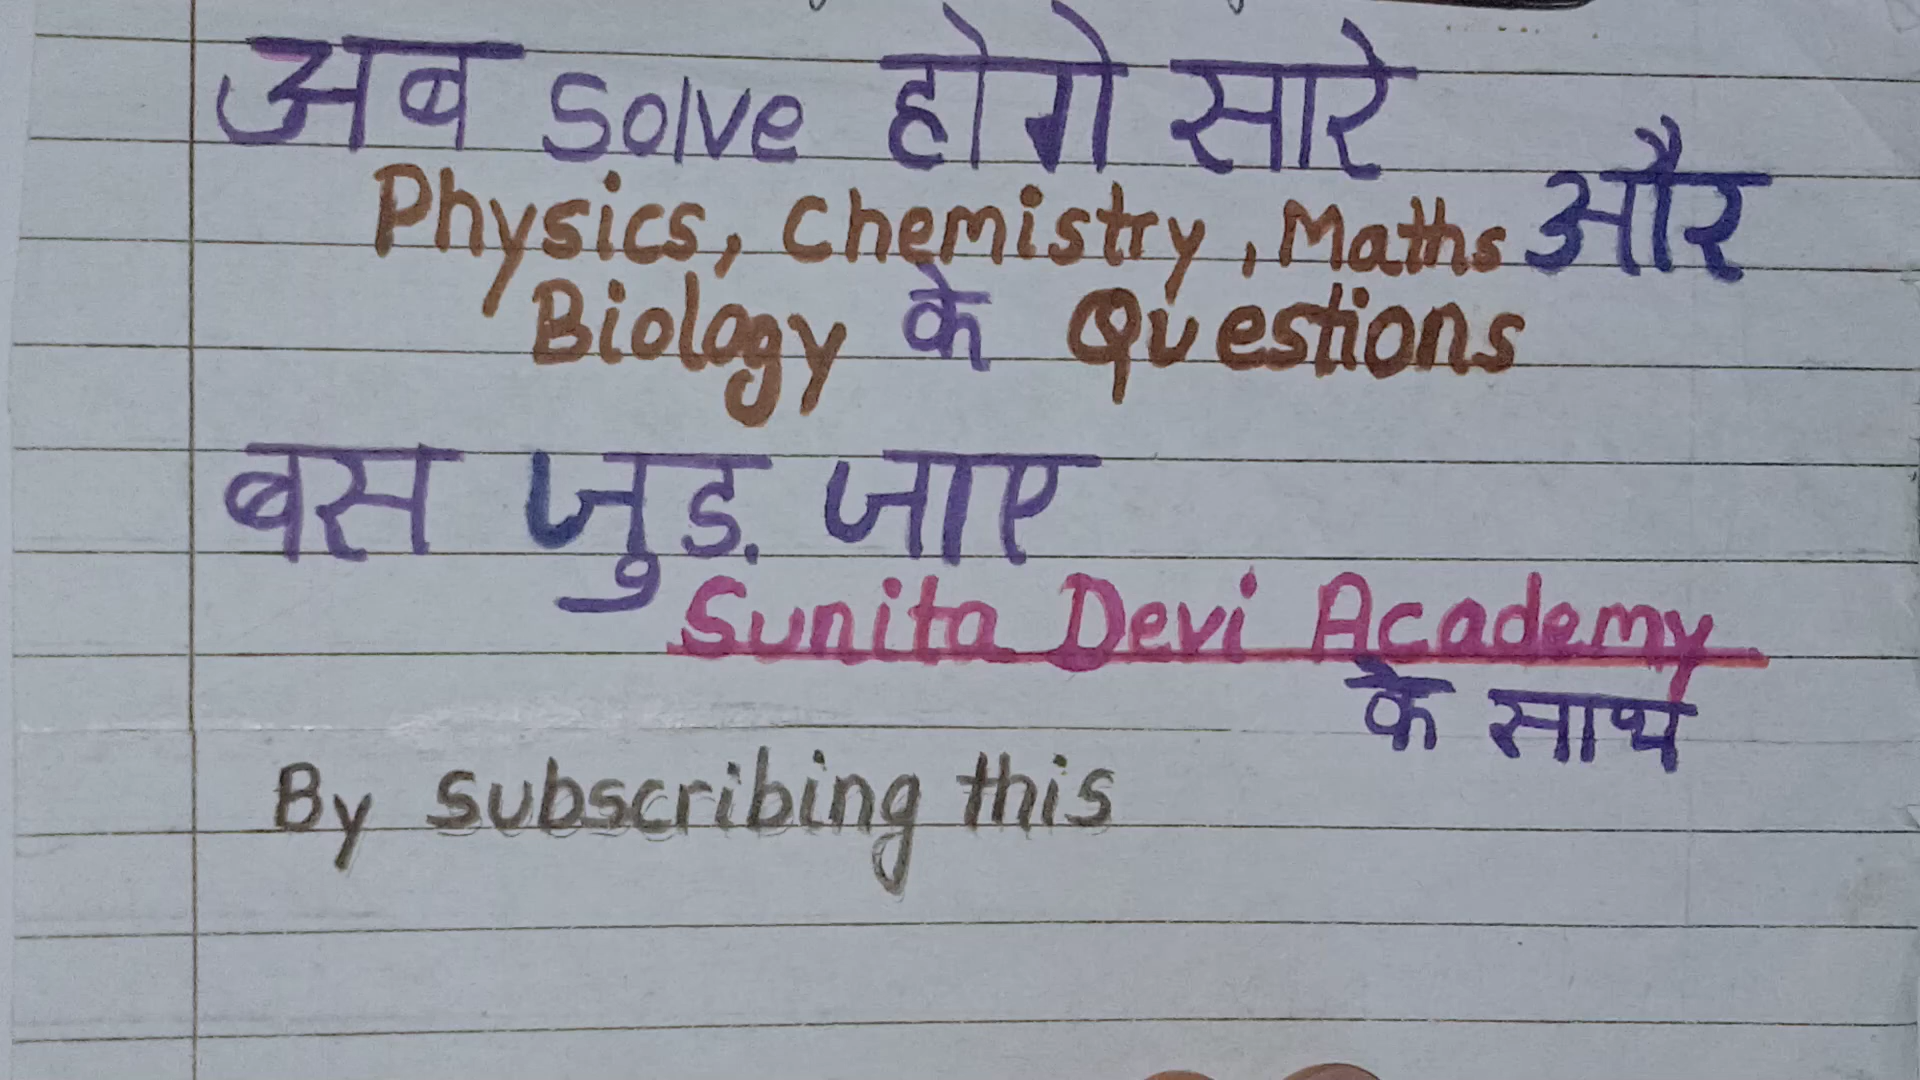 अब Solve होगे सारे
Physics, Chemistry, Maths और
Biology के Questions
बस जुड़ जाए
Sunita Devi Academy
के साथ
By subscribing this